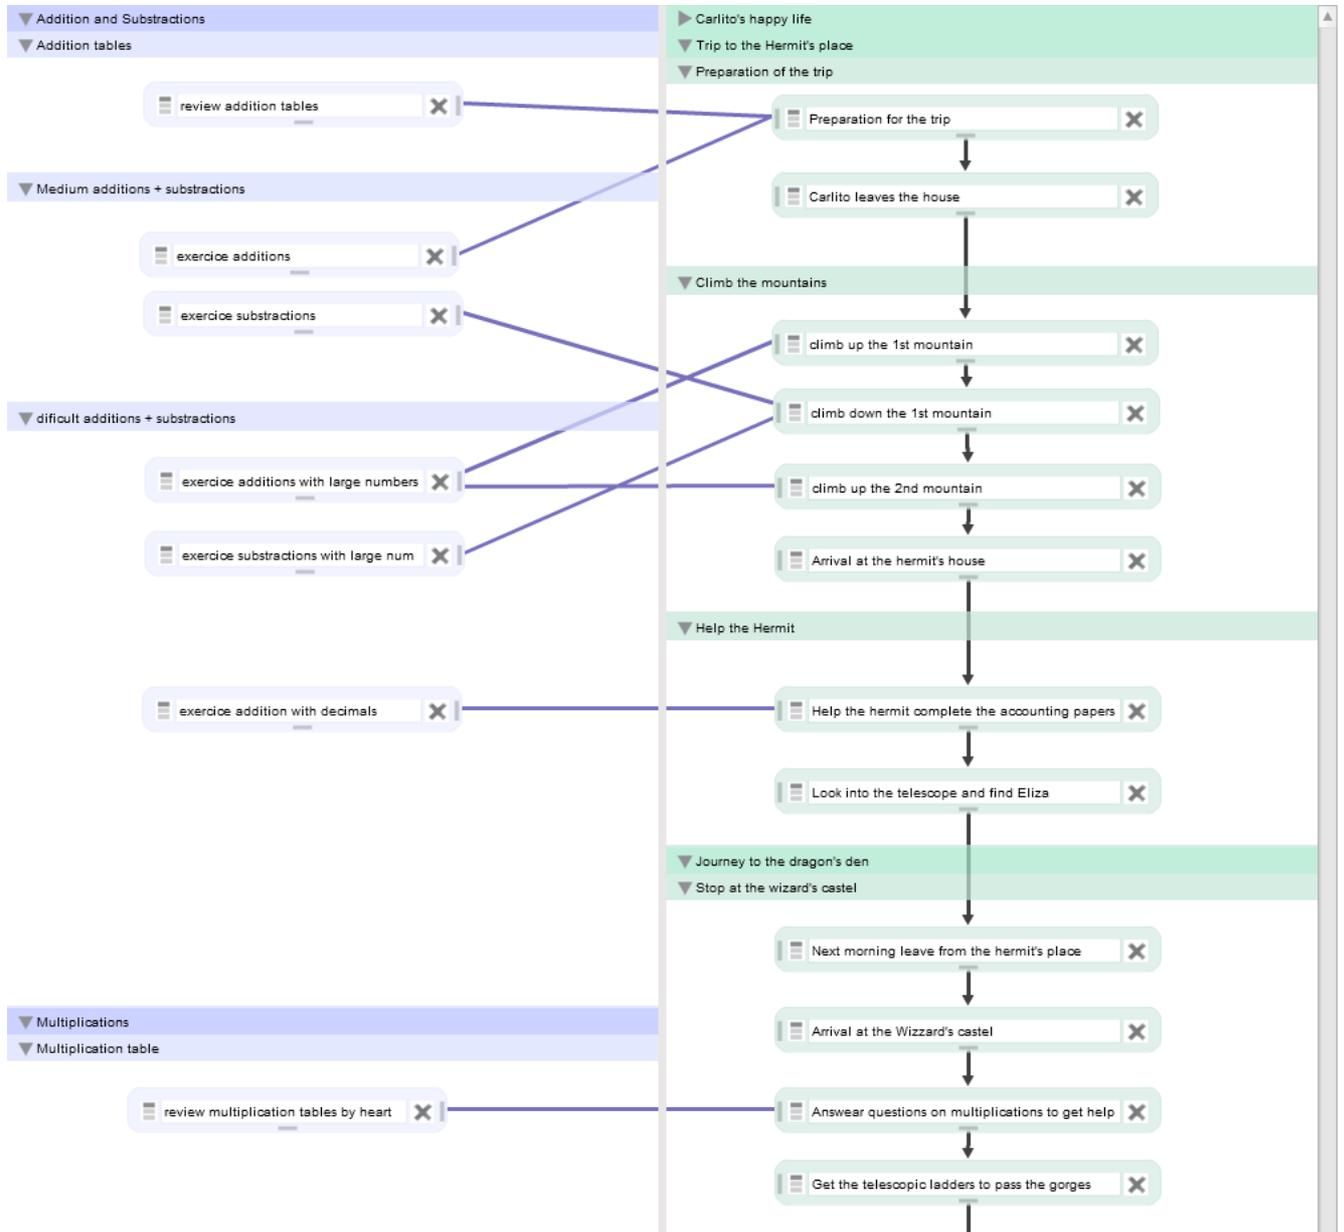 Addition and Substractions
Addition tables
review addition tables
Medium additions + substractions
exercice additions
exercice substractions
dificult additions + substractions
exercice additions with large numbers
exercice substractions with large num
exercice addition with decimals
Multiplications
Multiplication table
review multiplication tables by heart
Carlito's happy life
Trip to the Hermit's place
Preparation of the trip
Preparation for the trip
Carlito leaves the house
Climb the mountains
climb up the 1st mountain
climb down the 1st mountain
climb up the 2nd mountain
Arrival at the hermit's house
Help the Hermit
Help the hermit complete the accounting papers
Look into the telescope and find Eliza
Journey to the dragon's den
Stop at the wizard's castel
Next morning leave from the hermit's place
Arrival at the Wizzard's castel
Answear questions on multiplications to get help
Get the telescopic ladders to pass the gorges